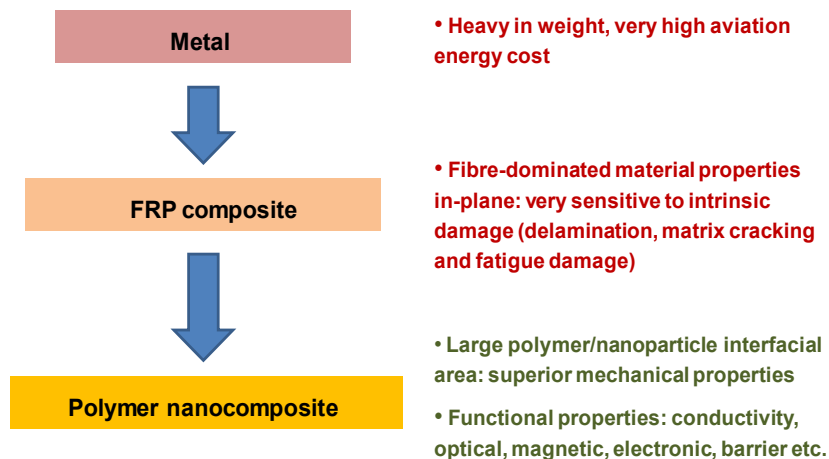 Metal
• Heavy in weight, very high aviation
energy cost
FRP composite
• Fibre-dominated material properties
in-plane: very sensitive to intrinsic
damage (delamination, matrix cracking
and fatigue damage)
Polymer nanocomposite
• Large polymer/nanoparticle interfacial
area: superior mechanical properties
• Functional properties: conductivity,
optical, magnetic, electronic, barrier etc.